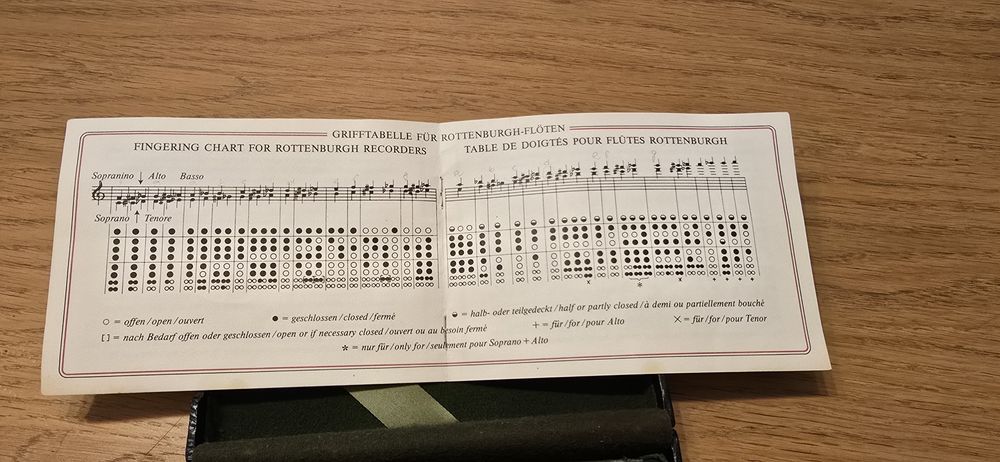 GRIFFTABELLE FÜR ROTTENBURGH-FLÖTEN
FINGERING CHART FOR ROTTENBURGH RECORDERS
TABLE DE DOIGTÉS POUR FLÛTES ROTTENBURGH
Sopranino ↓ Alto Basso
Soprano ↑ Tenore
○ = offen/open/ouvert
● = geschlossen/closed/fermé
◒ = halb- oder teilgedeckt/half or partly closed/à demi ou partiellement bouché
[ ] = nach Bedarf offen oder geschlossen/open or if necessary closed/ouvert ou au besoin fermé
+ = für/for/pour Alto
× = für/for/pour Tenor
* = nur für/only for/seulement pour Soprano + Alto